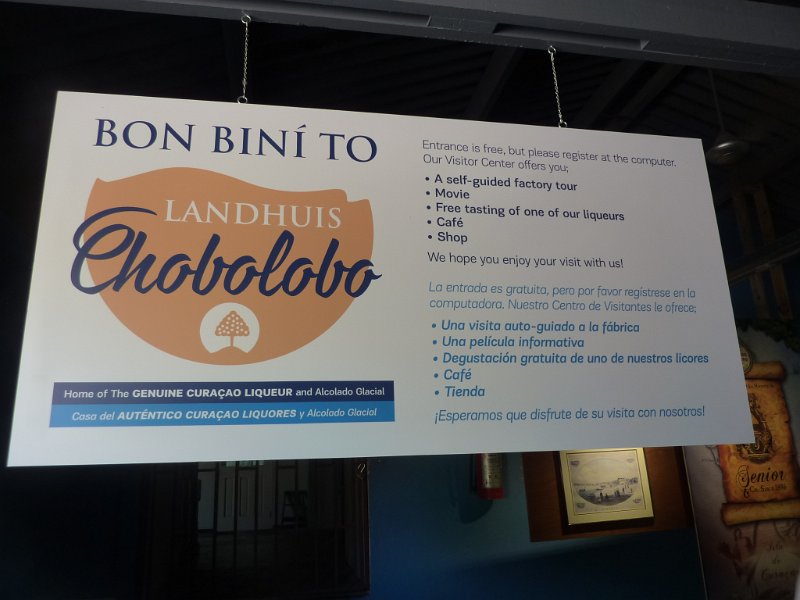 BON BINÍ TO
LANDHUIS
Chobolobo
Home of The GENUINE CURAÇAO LIQUEUR and Alcolado Glacial
Casa del AUTÉNTICO CURAÇAO LIQUORES y Alcolado Glacial
Entrance is free, but please register at the computer.
Our Visitor Center offers you;
• A self-guided factory tour
• Movie
• Free tasting of one of our liqueurs
• Café
• Shop
We hope you enjoy your visit with us!
La entrada es gratuita, pero por favor regístrese en la
computadora. Nuestro Centro de Visitantes le ofrece;
• Una visita auto-guiado a la fábrica
• Una película informativa
• Degustación gratuita de uno de nuestros licores
• Café
• Tienda
¡Esperamos que disfrute de su visita con nosotros!
Senior